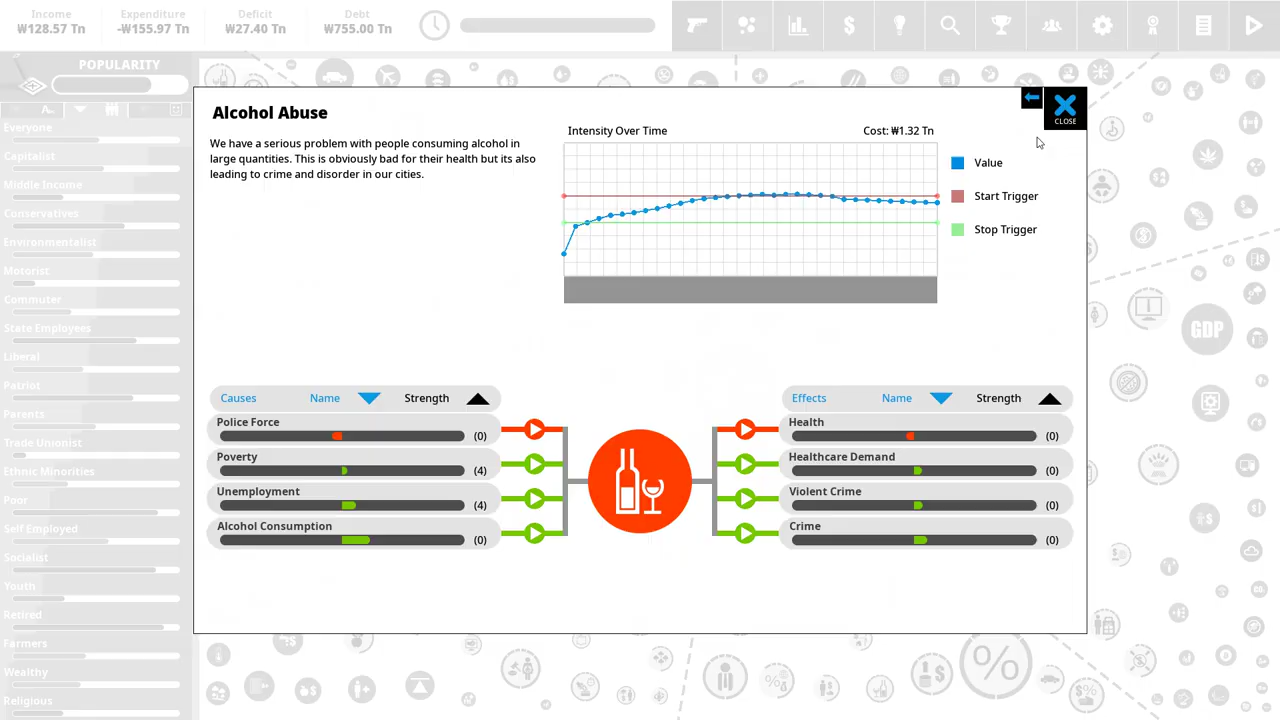 Income
Expenditure
Deficit
Debt
₩128.57 Tn
-₩155.97 Tn
₩27.40 Tn
₩755.00 Tn
POPULARITY
Everyone
Capitalist
Middle Income
Conservatives
Environmentalist
Motorist
Commuter
State Employees
Liberal
Patriot
Parents
Trade Unionist
Ethnic Minorities
Poor
Self Employed
Socialist
Youth
Retired
Farmers
Wealthy
Religious
Alcohol Abuse
We have a serious problem with people consuming alcohol in
large quantities. This is obviously bad for their health but its also
leading to crime and disorder in our cities.
Intensity Over Time
Cost: ₩1.32 Tn
CLOSE
Value
Start Trigger
Stop Trigger
Causes
Name
Strength
Police Force
(0)
Poverty
(4)
Unemployment
(4)
Alcohol Consumption
(0)
Effects
Name
Strength
Health
(0)
Healthcare Demand
(0)
Violent Crime
(0)
Crime
(0)
GDP